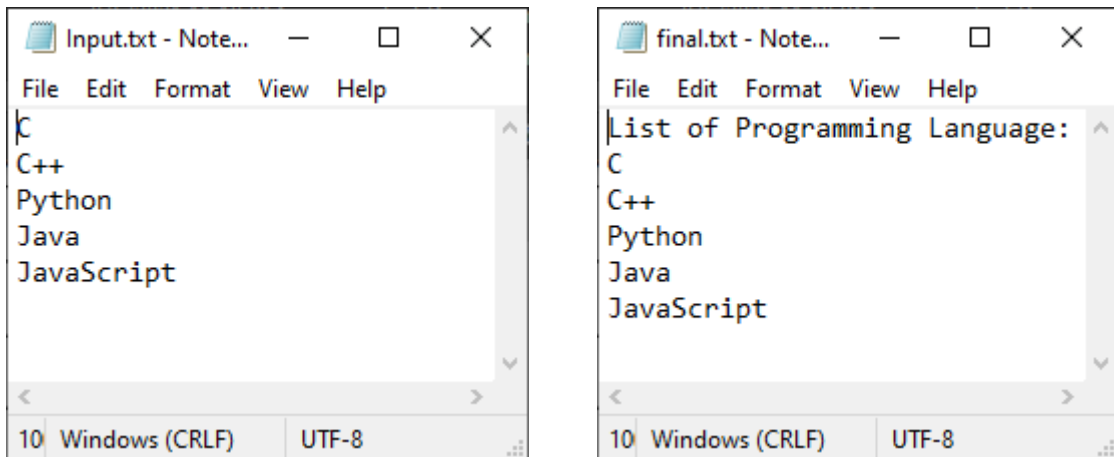 Input.txt - Note...
File Edit Format View Help
C
C++
Python
Java
JavaScript
10 Windows (CRLF) UTF-8
final.txt - Note...
File Edit Format View Help
List of Programming Language:
C
C++
Python
Java
JavaScript
10 Windows (CRLF) UTF-8